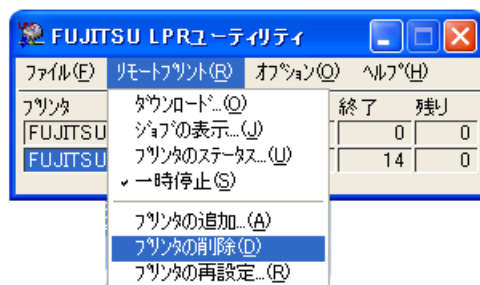 FUJITSU LPRユーティリティ
ファイル(F) リモートプリント(R) オプション(O) ヘルプ(H)
プリンタ 終了 残り
FUJITSU 0 0
FUJITSU 14 0
ダウンロード...(O)
ジョブの表示...(J)
プリンタのステータス...(U)
一時停止(S)
プリンタの追加...(A)
プリンタの削除(D)
プリンタの再設定...(R)